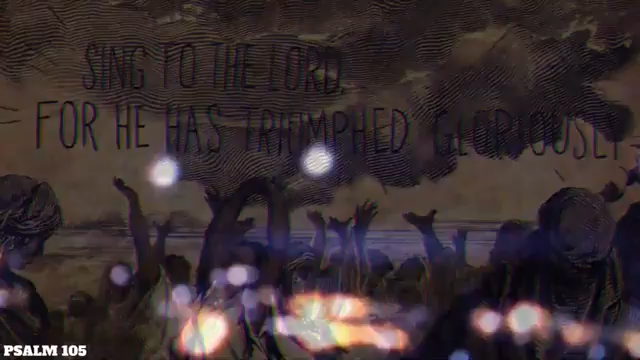 SING TO THE LORD,
FOR HE HAS TRIUMPHED GLORIOUSLY
PSALM 105